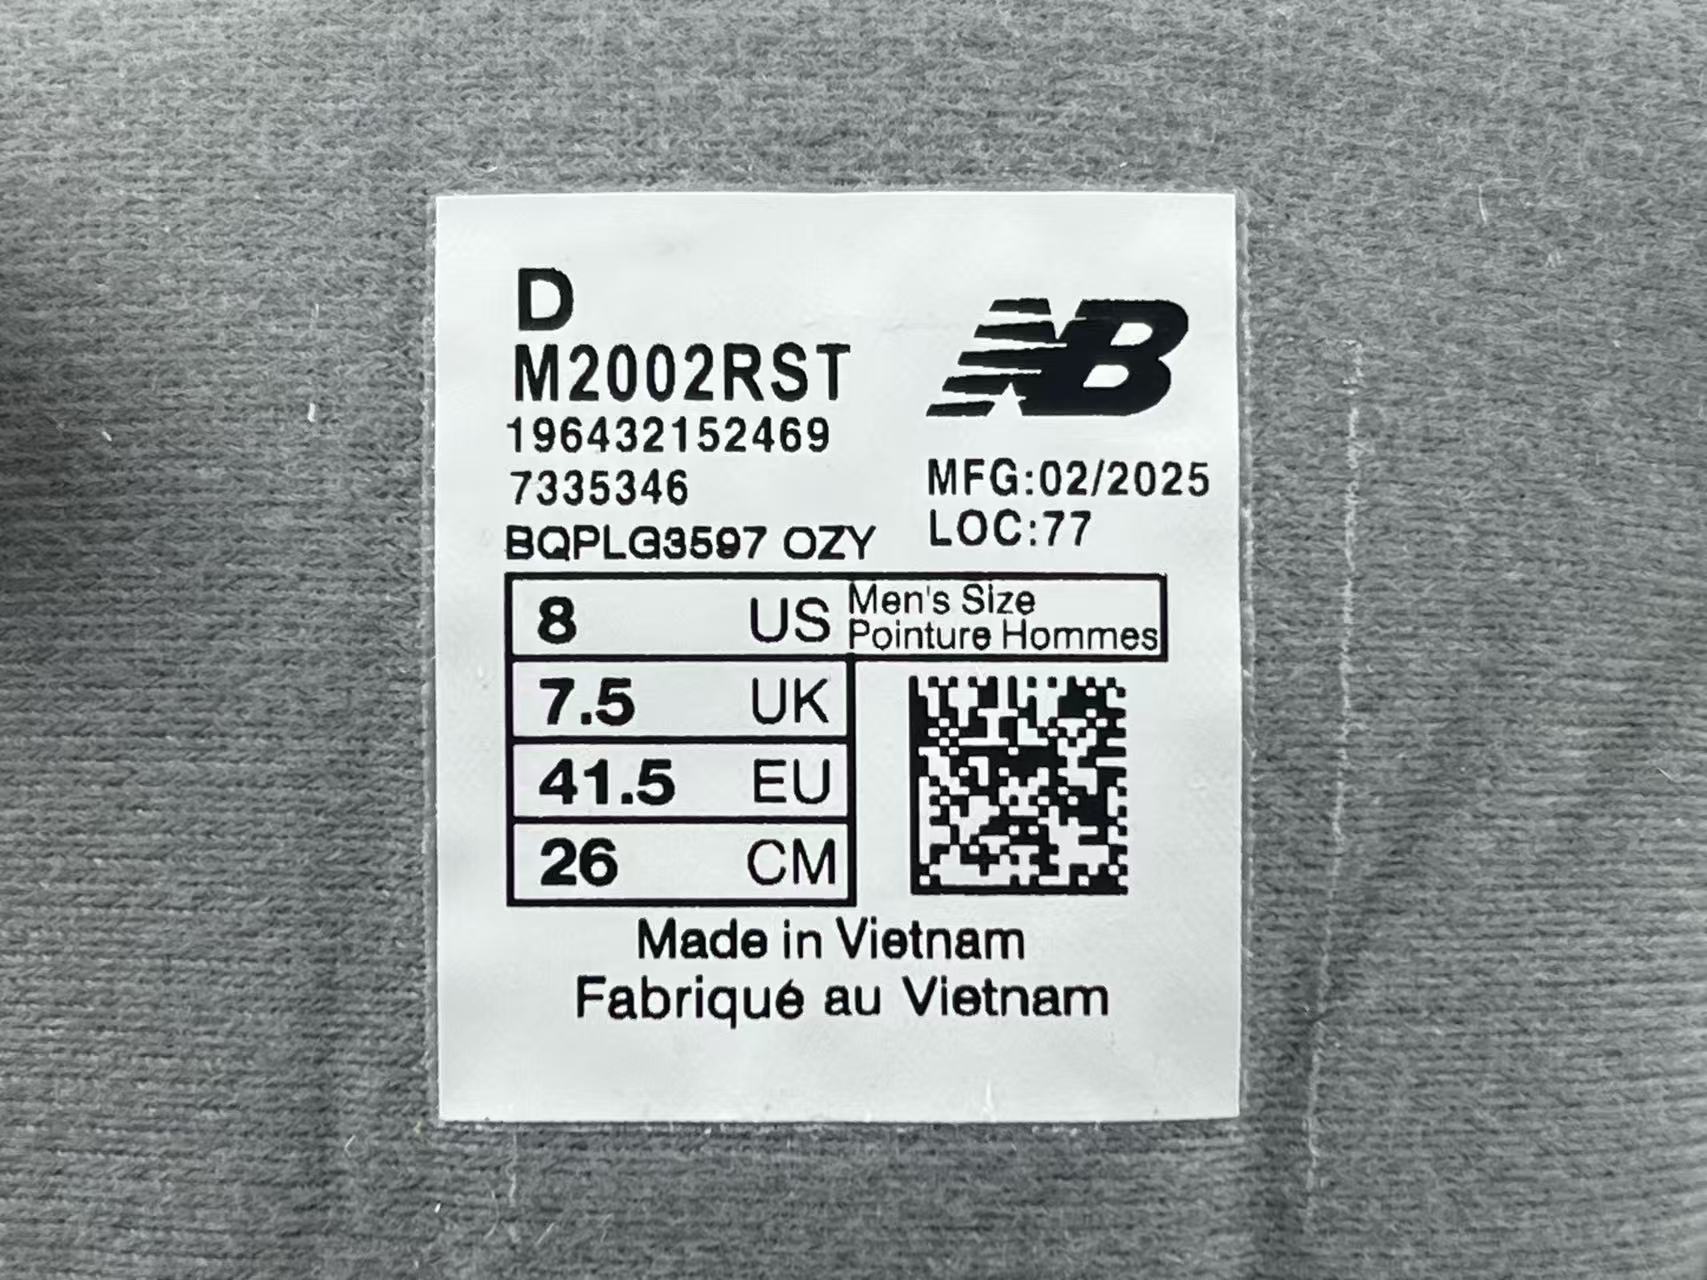 D
M2002RST
196432152469
7335346
BQPLG3597 OZY
NB
MFG:02/2025
LOC:77
8 US Men's Size
Pointure Hommes
7.5 UK
41.5 EU
26 CM
Made in Vietnam
Fabriqué au Vietnam